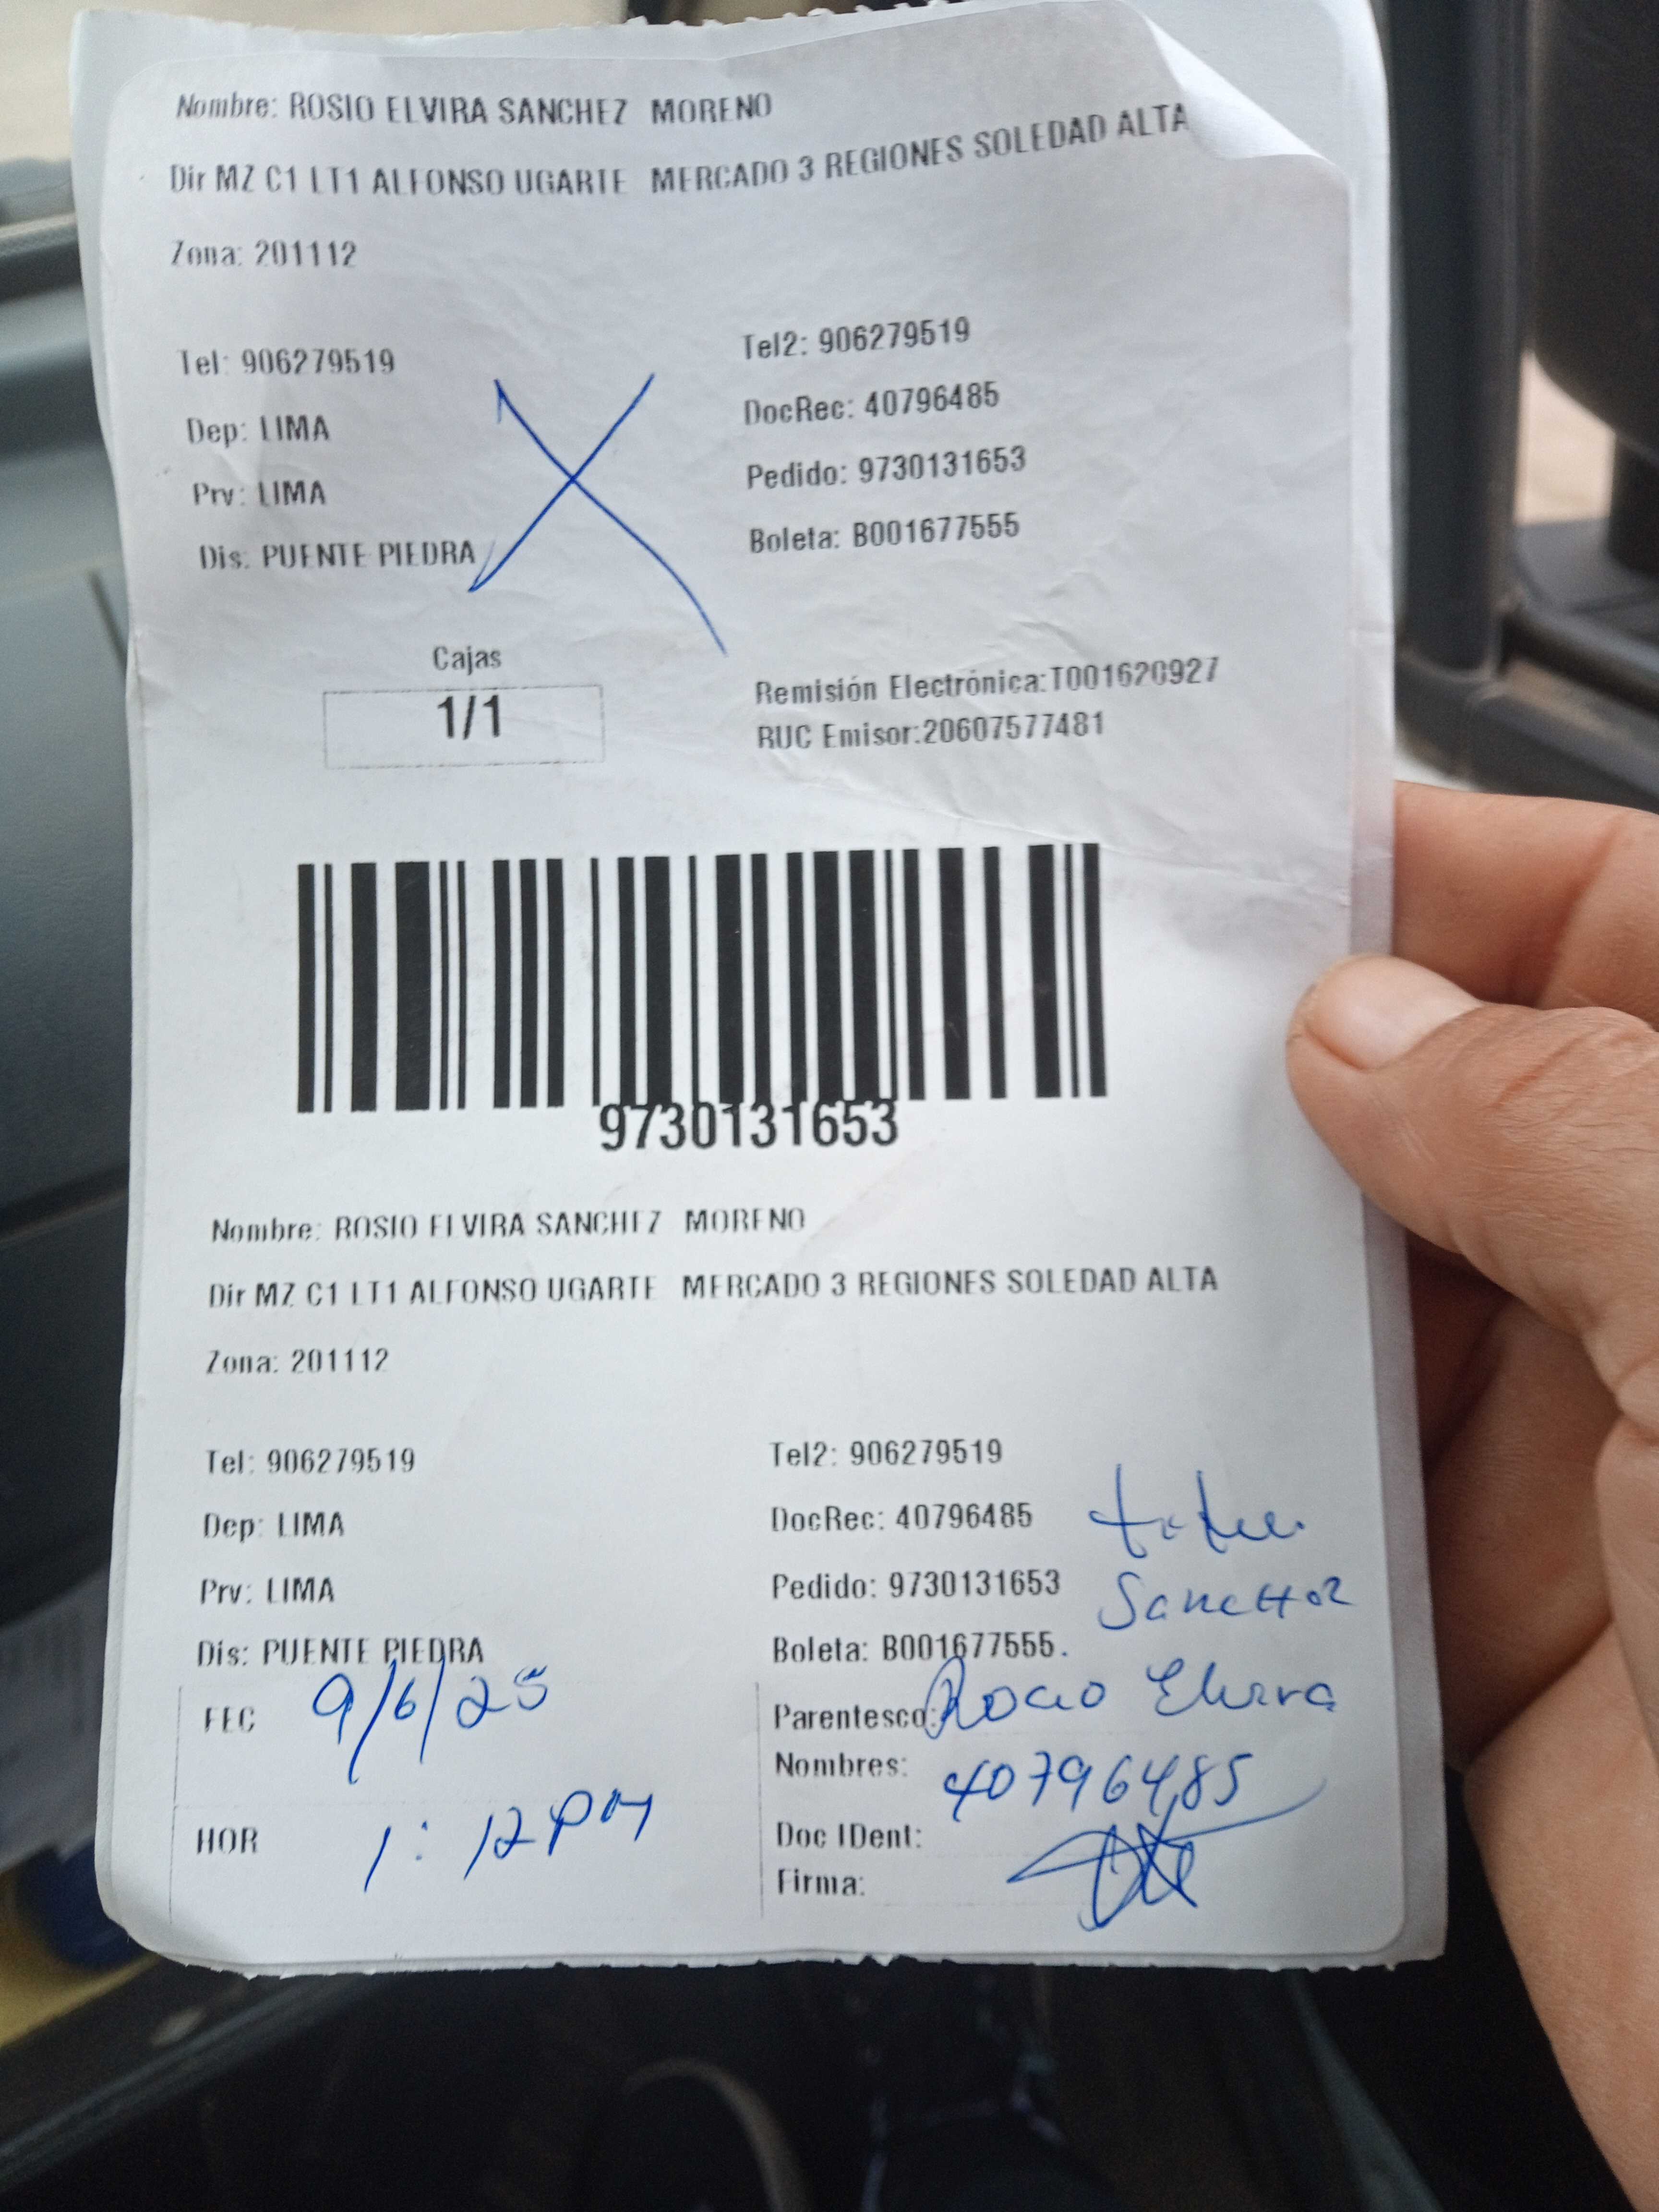 Nombre: ROSIO ELVIRA SANCHEZ MORENO
Dir MZ C1 LT1 ALFONSO UGARTE MERCADO 3 REGIONES SOLEDAD ALTA
Zona: 201112
Tel: 906279519 Tel2: 906279519
Dep: LIMA DocRec: 40796485
Prv: LIMA Pedido: 9730131653
Dis: PUENTE PIEDRA Boleta: B001677555
Cajas
1/1
Remisión Electrónica:T001620927
RUC Emisor:20607577481
9730131653
Nombre: ROSIO ELVIRA SANCHEZ MORENO
Dir MZ C1 LT1 ALFONSO UGARTE MERCADO 3 REGIONES SOLEDAD ALTA
Zona: 201112
Tel: 906279519 Tel2: 906279519
Dep: LIMA DocRec: 40796485
Prv: LIMA Pedido: 9730131653 Sanchez
Dis: PUENTE PIEDRA Boleta: B001677555.
FEC 9/6/25 Parentesco: Rocio Elvira
Nombres: 40796485
HOR 1:12 PM Doc IDent:
Firma: